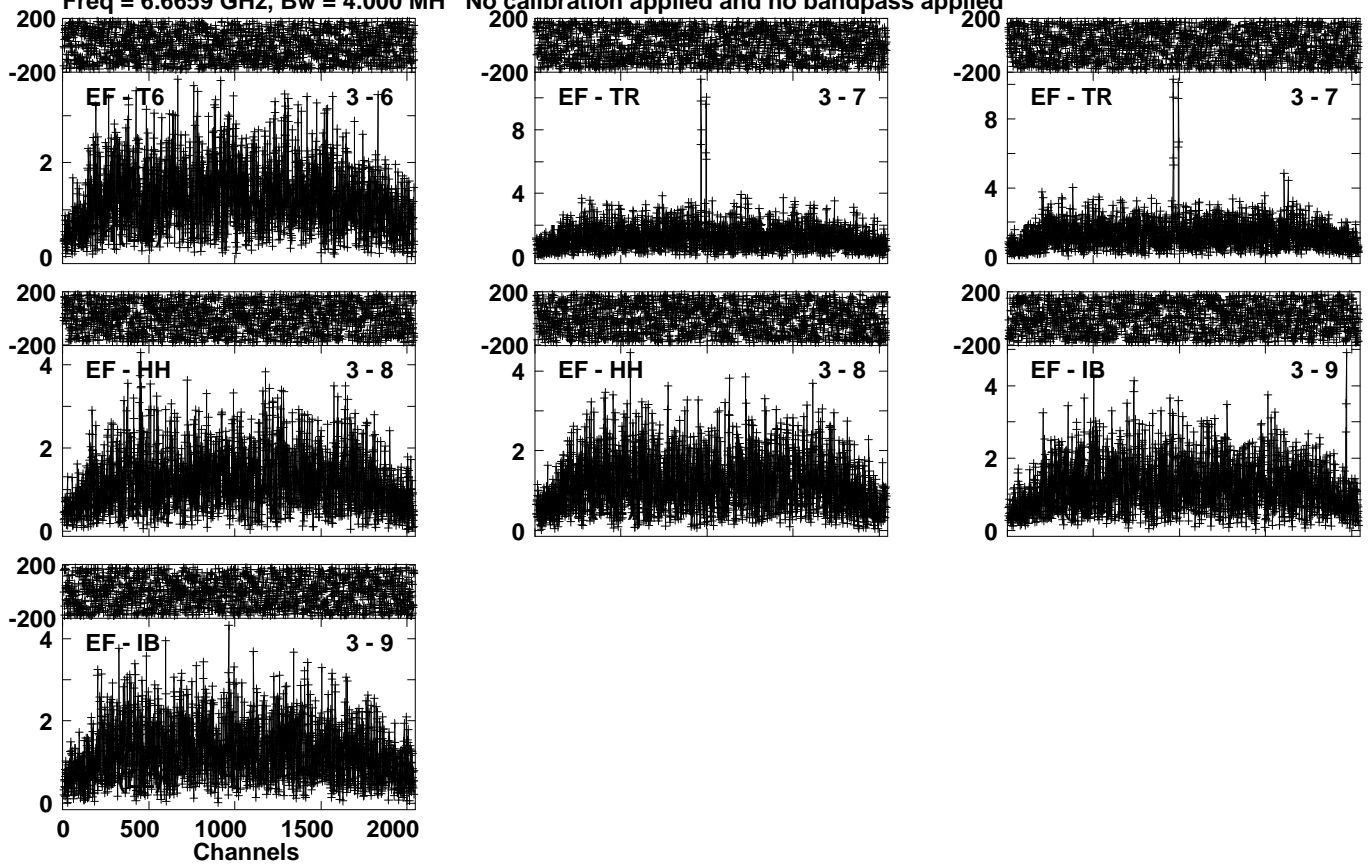 Freq = 6.6659 GHz, Bw = 4.000 MH No calibration applied and no bandpass applied
200 200 200
-200 -200 -200
EF - T6 3 - 6 EF - TR 3 - 7 EF - TR 3 - 7
8 8
2
4 4
0 0 0
200 200 200
-200 -200 -200
EF - HH 3 - 8 EF - HH 3 - 8 EF - IB 3 - 9
4 4 4
2 2 2
0 0 0
200
-200
EF - IB 3 - 9
4
2
0
0 500 1000 1500 2000
Channels